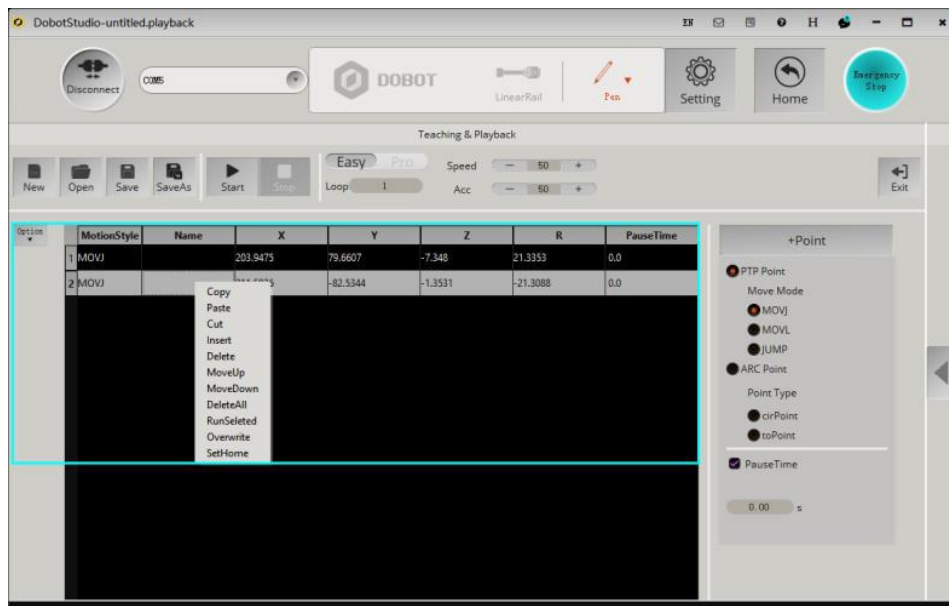 DobotStudio-untitled.playback
EN
H
Disconnect
COM5
DOBOT
LinearRail
Pen
Setting
Home
Emergency
Stop
Teaching & Playback
New
Open
Save
SaveAs
Start
Stop
Easy
Pro
Loop
1
Speed
− 50 +
Acc
− 50 +
Exit
Option
MotionStyle Name X Y Z R PauseTime
1 MOVJ 203.9475 79.6607 -7.348 21.3353 0.0
2 MOVJ -82.5344 -1.3531 -21.3088 0.0
Copy
Paste
Cut
Insert
Delete
MoveUp
MoveDown
DeleteAll
RunSeleted
Overwrite
SetHome
+Point
PTP Point
Move Mode
MOVJ
MOVL
JUMP
ARC Point
Point Type
cirPoint
toPoint
PauseTime
0.00 s